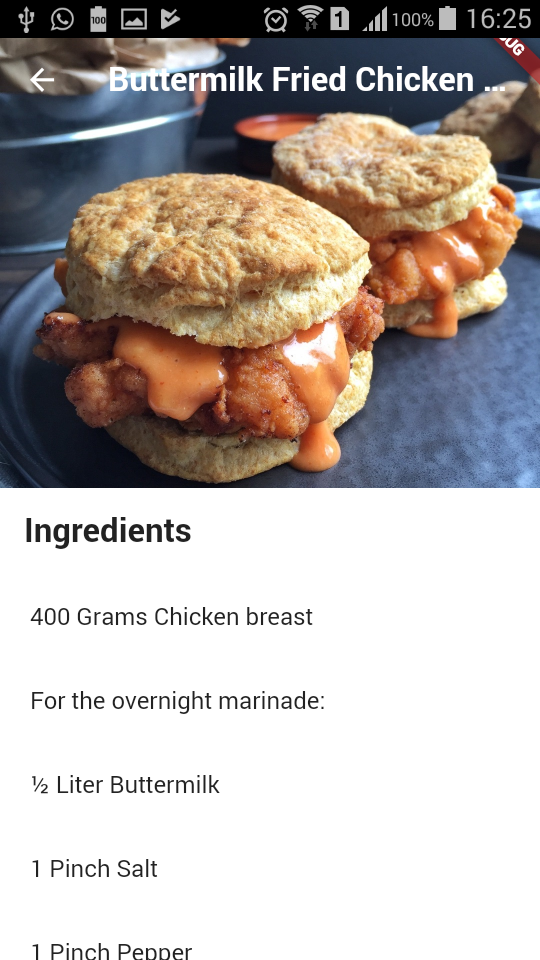 100 1 100% 16:25
UG
Buttermilk Fried Chicken ...
Ingredients
400 Grams Chicken breast
For the overnight marinade:
½ Liter Buttermilk
1 Pinch Salt
1 Pinch Pepper